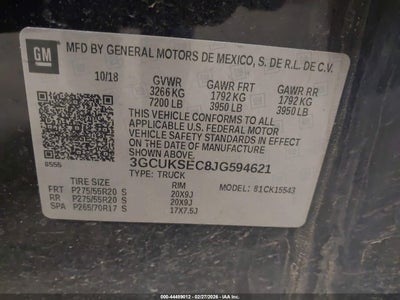 GM
MFD BY GENERAL MOTORS DE MEXICO, S. DE R.L. DE C.V.
10/18 GVWR GAWR FRT GAWR RR
3266 KG 1792 KG 1792 KG
7200 LB 3950 LB 3950 LB
THIS VEHICLE CONFORMS TO ALL APPLICABLE
U.S. FEDERAL MOTOR
VEHICLE SAFETY STANDARDS IN EFFECT ON THE
DATE OF MANUFACTURE SHOWN ABOVE.
3GCUKSEC8JG594621
TYPE: TRUCK
TIRE SIZE RIM 81CK15543
FRT P275/55R20 S 20X9J
RR P275/55R20 S 20X9J
SPA P265/70R17 S 17X7.5J
000-44499012 - 02/27/2026 - IAA Inc.